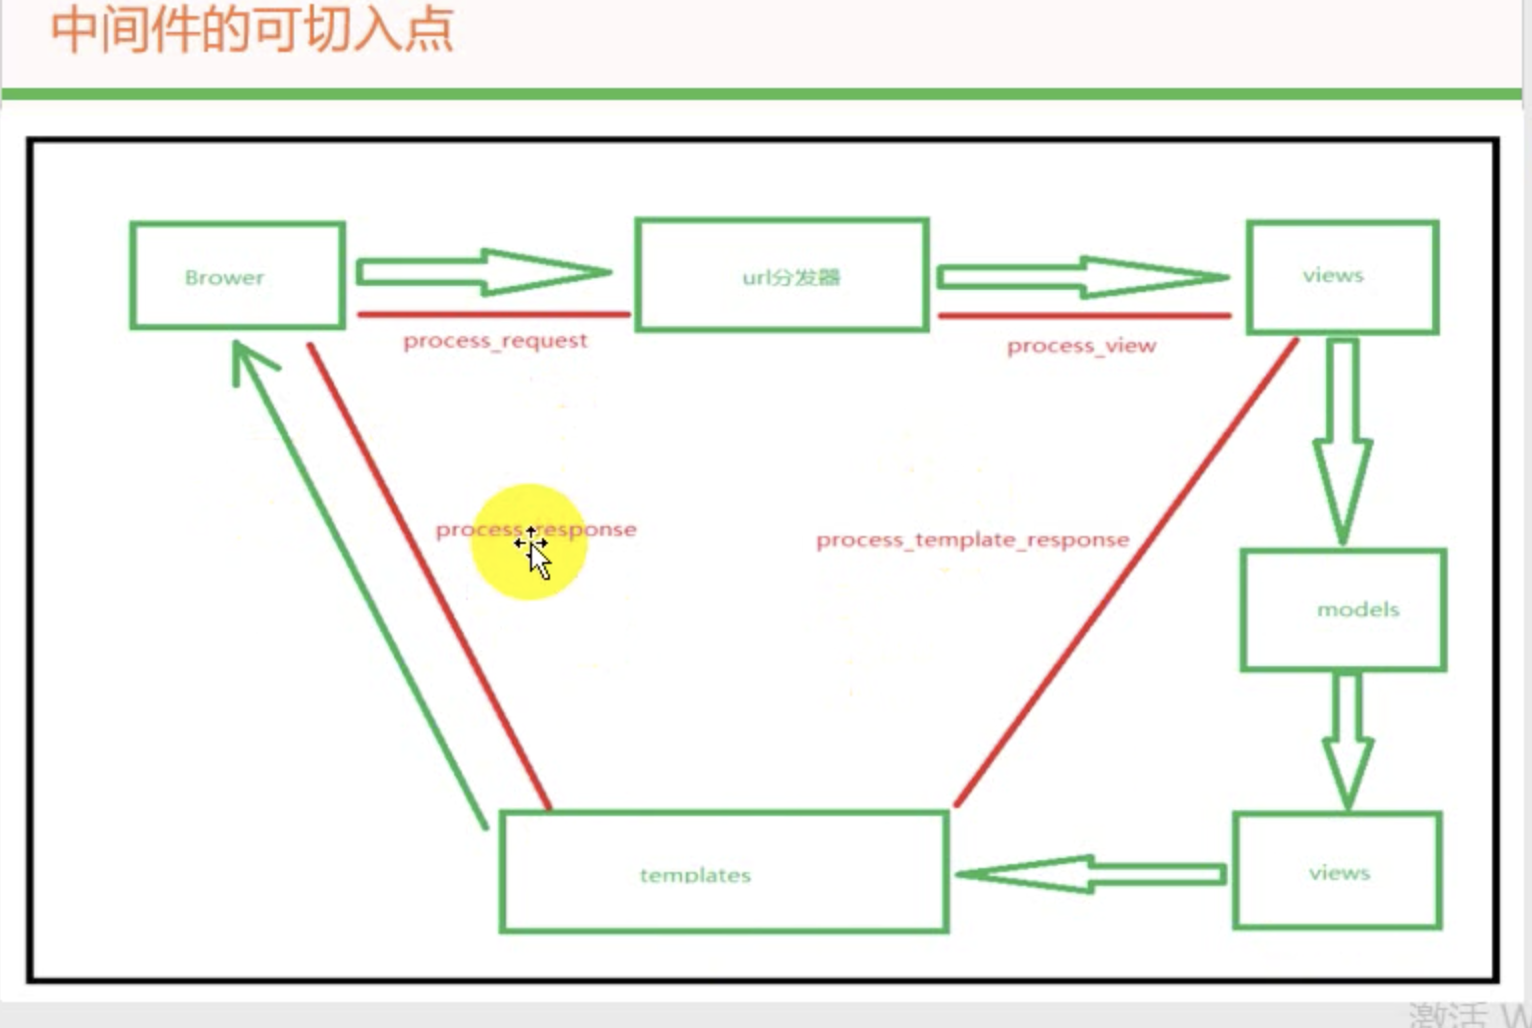 中间件的可切入点
Brower
url分发器
views
process_request
process_view
process_response
process_template_response
models
templates
views
激活 W